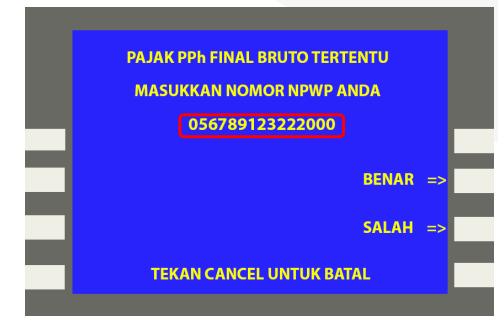 PAJAK PPh FINAL BRUTO TERTENTU
MASUKKAN NOMOR NPWP ANDA
056789123222000
BENAR =>
SALAH =>
TEKAN CANCEL UNTUK BATAL